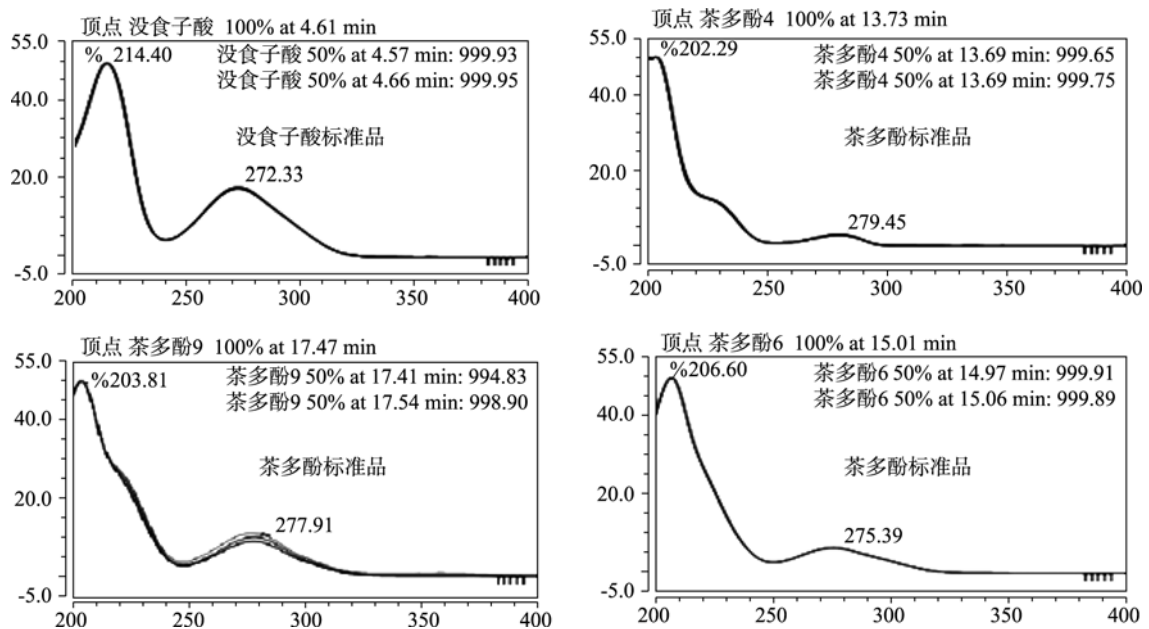 顶点 没食子酸 100% at 4.61 min
55.0
% 214.40
没食子酸 50% at 4.57 min: 999.93
没食子酸 50% at 4.66 min: 999.95
40.0
没食子酸标准品
272.33
20.0
-5.0
200 250 300 350 400
顶点 茶多酚4 100% at 13.73 min
55.0
%202.29
茶多酚4 50% at 13.69 min: 999.65
茶多酚4 50% at 13.69 min: 999.75
40.0
茶多酚标准品
20.0
279.45
-5.0
200 250 300 350 400
顶点 茶多酚9 100% at 17.47 min
55.0
%203.81
茶多酚9 50% at 17.41 min: 994.83
茶多酚9 50% at 17.54 min: 998.90
40.0
茶多酚标准品
20.0
277.91
-5.0
200 250 300 350 400
顶点 茶多酚6 100% at 15.01 min
55.0
%206.60
茶多酚6 50% at 14.97 min: 999.91
茶多酚6 50% at 15.06 min: 999.89
40.0
茶多酚标准品
20.0
275.39
-5.0
200 250 300 350 400